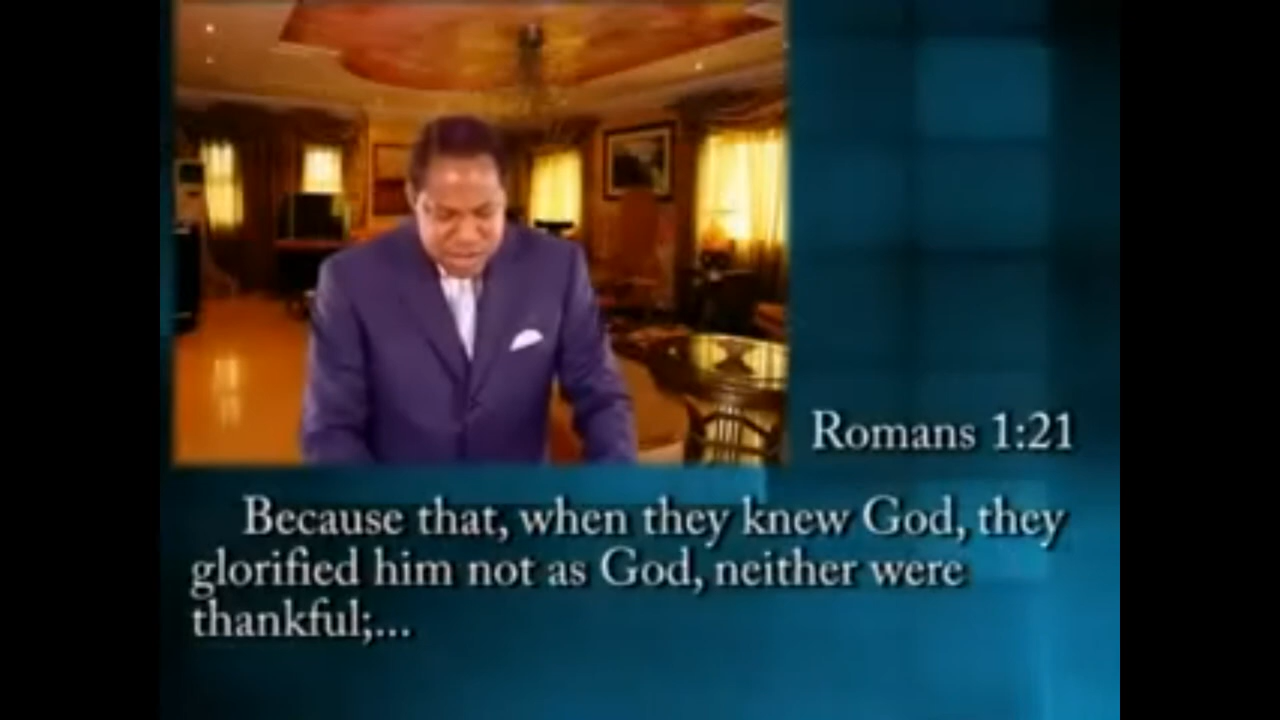 Romans 1:21
Because that, when they knew God, they
glorified him not as God, neither were
thankful;...